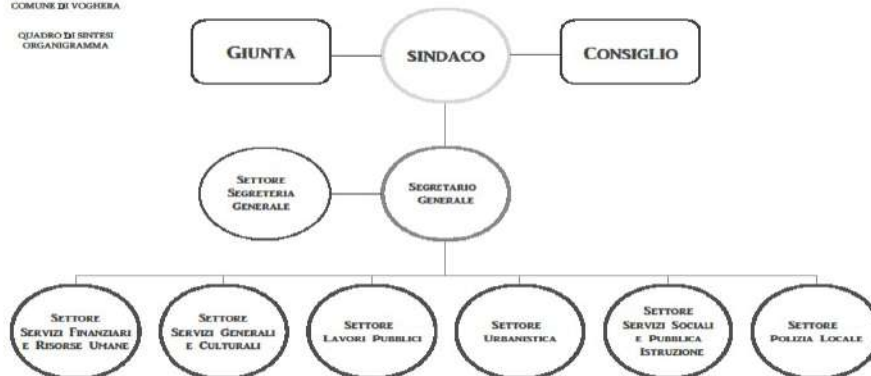 COMUNE DI VOGHERA
QUADRO DI SINTESI
ORGANIGRAMMA
GIUNTA
SINDACO
CONSIGLIO
SETTORE
SEGRETERIA
GENERALE
SEGRETARIO
GENERALE
SETTORE
SERVIZI FINANZIARI
E RISORSE UMANE
SETTORE
SERVIZI GENERALI
E CULTURALI
SETTORE
LAVORI PUBBLICI
SETTORE
URBANISTICA
SETTORE
SERVIZI SOCIALI
E PUBBLICA
ISTRUZIONE
SETTORE
POLIZIA LOCALE